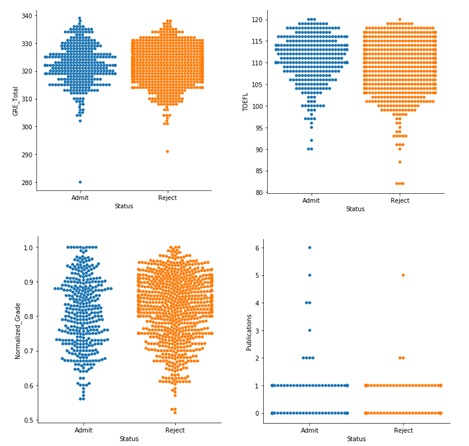 GRE_Total
340
330
320
310
300
290
280
Admit
Reject
Status
TOEFL
120
115
110
105
100
95
90
85
80
Admit
Reject
Status
Normalized_Grade
1.0
0.9
0.8
0.7
0.6
0.5
Admit
Reject
Status
Publications
6
5
4
3
2
1
0
Admit
Reject
Status